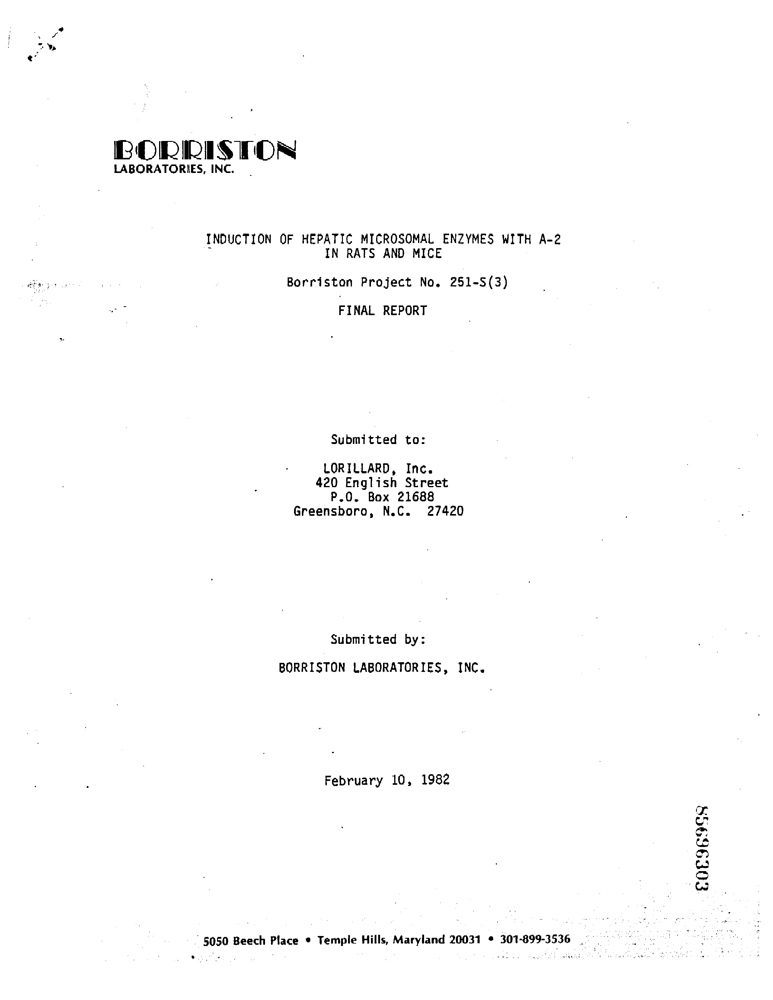 BORRISTON
LABORATORIES, INC.
INDUCTION OF HEPATIC MICROSOMAL ENZYMES WITH A-2
IN RATS AND MICE
Borriston Project No. 251-S(3)
FINAL REPORT
Submitted to:
LORILLARD, Inc.
420 English Street
P.O. Box 21688
Greensboro, N.C. 27420
Submitted by:
BORRISTON LABORATORIES, INC.
February 10, 1982
85696303
5050 Beech Place • Temple Hills, Maryland 20031 • 301-899-3536